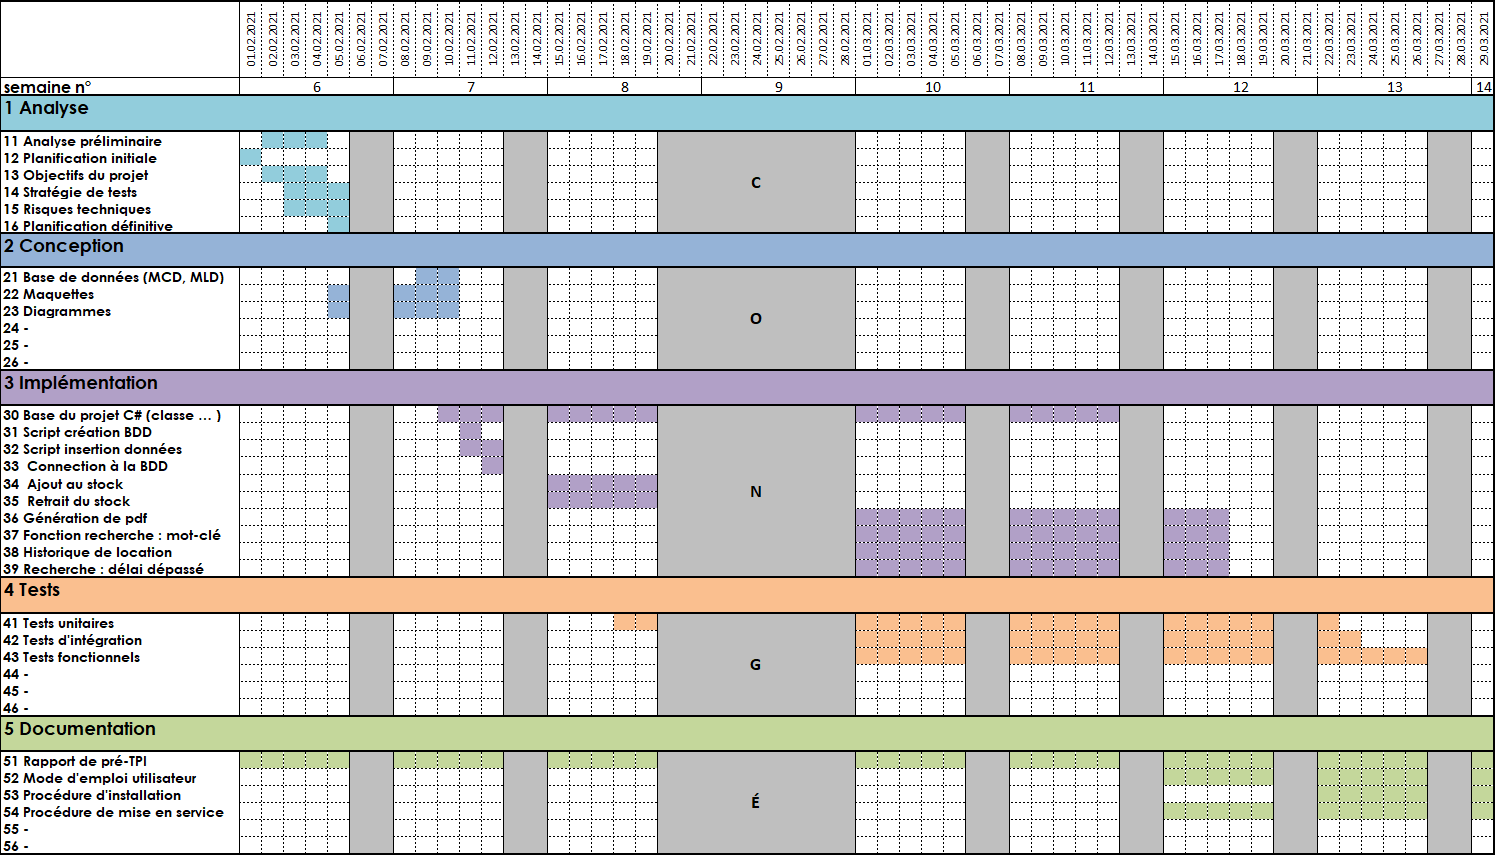 01.02.2021 02.02.2021 03.02.2021 04.02.2021 05.02.2021 06.02.2021 07.02.2021 08.02.2021 09.02.2021 10.02.2021 11.02.2021 12.02.2021 13.02.2021 14.02.2021 15.02.2021 16.02.2021 17.02.2021 18.02.2021 19.02.2021 20.02.2021 21.02.2021 22.02.2021 23.02.2021 24.02.2021 25.02.2021 26.02.2021 27.02.2021 28.02.2021 01.03.2021 02.03.2021 03.03.2021 04.03.2021 05.03.2021 06.03.2021 07.03.2021 08.03.2021 09.03.2021 10.03.2021 11.03.2021 12.03.2021 13.03.2021 14.03.2021 15.03.2021 16.03.2021 17.03.2021 18.03.2021 19.03.2021 20.03.2021 21.03.2021 22.03.2021 23.03.2021 24.03.2021 25.03.2021 26.03.2021 27.03.2021 28.03.2021 29.03.2021
semaine n° 6 7 8 9 10 11 12 13 14
1 Analyse
11 Analyse préliminaire
12 Planification initiale
13 Objectifs du projet
C
14 Stratégie de tests
15 Risques techniques
16 Planification définitive
2 Conception
21 Base de données (MCD, MLD)
22 Maquettes
23 Diagrammes
O
24 -
25 -
26 -
3 Implémentation
30 Base du projet C# (classe ... )
31 Script création BDD
32 Script insertion données
33 Connection à la BDD
34 Ajout au stock
N
35 Retrait du stock
36 Génération de pdf
37 Fonction recherche : mot-clé
38 Historique de location
39 Recherche : délai dépassé
4 Tests
41 Tests unitaires
42 Tests d'intégration
43 Tests fonctionnels
G
44 -
45 -
46 -
5 Documentation
51 Rapport de pré-TPI
52 Mode d'emploi utilisateur
53 Procédure d'installation
É
54 Procédure de mise en service
55 -
56 -